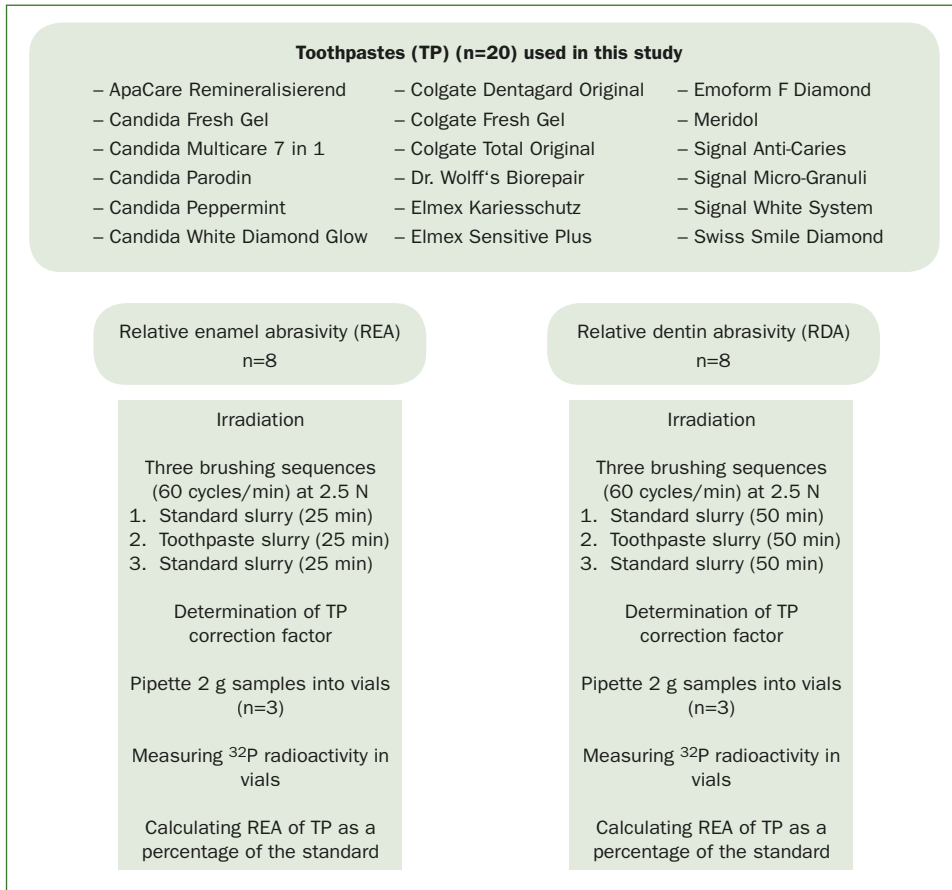 Toothpastes (TP) (n=20) used in this study
– ApaCare Remineralisierend
– Candida Fresh Gel
– Candida Multicare 7 in 1
– Candida Parodin
– Candida Peppermint
– Candida White Diamond Glow
– Colgate Dentagard Original
– Colgate Fresh Gel
– Colgate Total Original
– Dr. Wolff‘s Biorepair
– Elmex Kariesschutz
– Elmex Sensitive Plus
– Emoform F Diamond
– Meridol
– Signal Anti-Caries
– Signal Micro-Granuli
– Signal White System
– Swiss Smile Diamond
Relative enamel abrasivity (REA)
n=8
Irradiation
Three brushing sequences
(60 cycles/min) at 2.5 N
1. Standard slurry (25 min)
2. Toothpaste slurry (25 min)
3. Standard slurry (25 min)
Determination of TP
correction factor
Pipette 2 g samples into vials
(n=3)
Measuring ³²P radioactivity in
vials
Calculating REA of TP as a
percentage of the standard
Relative dentin abrasivity (RDA)
n=8
Irradiation
Three brushing sequences
(60 cycles/min) at 2.5 N
1. Standard slurry (50 min)
2. Toothpaste slurry (50 min)
3. Standard slurry (50 min)
Determination of TP
correction factor
Pipette 2 g samples into vials
(n=3)
Measuring ³²P radioactivity in
vials
Calculating REA of TP as a
percentage of the standard